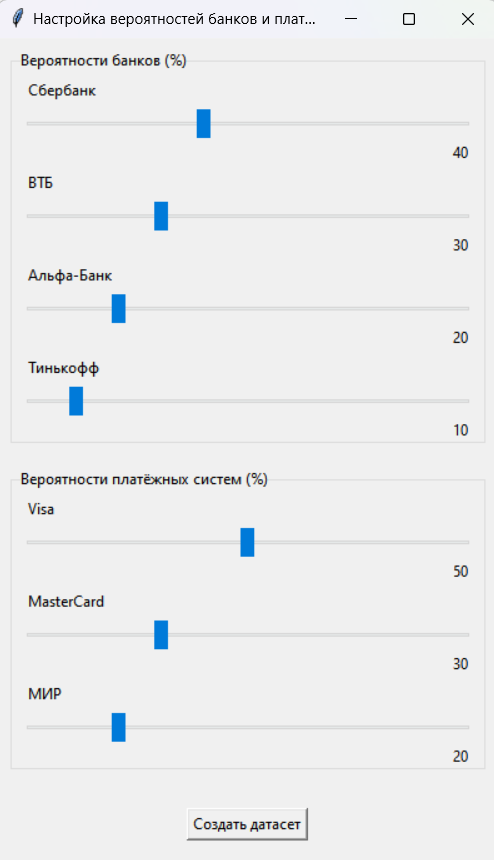 Настройка вероятностей банков и плат...
Вероятности банков (%)
Сбербанк
40
ВТБ
30
Альфа-Банк
20
Тинькофф
10
Вероятности платёжных систем (%)
Visa
50
MasterCard
30
МИР
20
Создать датасет